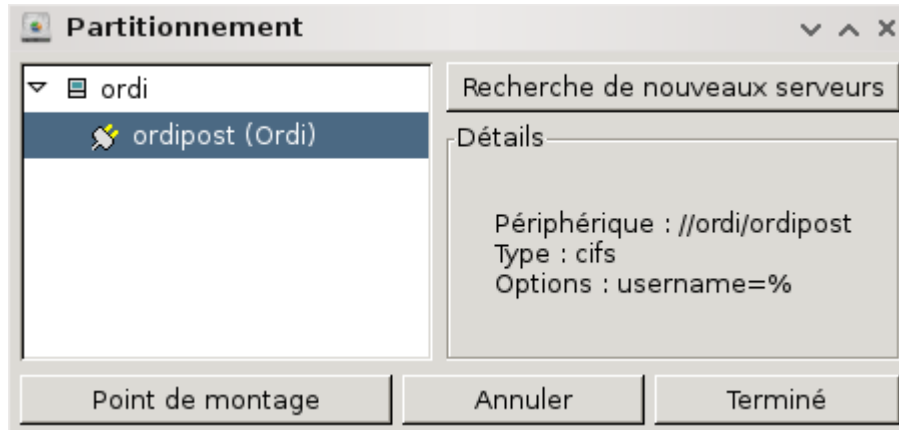 Partitionnement
ordi
ordipost (Ordi)
Recherche de nouveaux serveurs
Détails
Périphérique : //ordi/ordipost
Type : cifs
Options : username=%
Point de montage
Annuler
Terminé